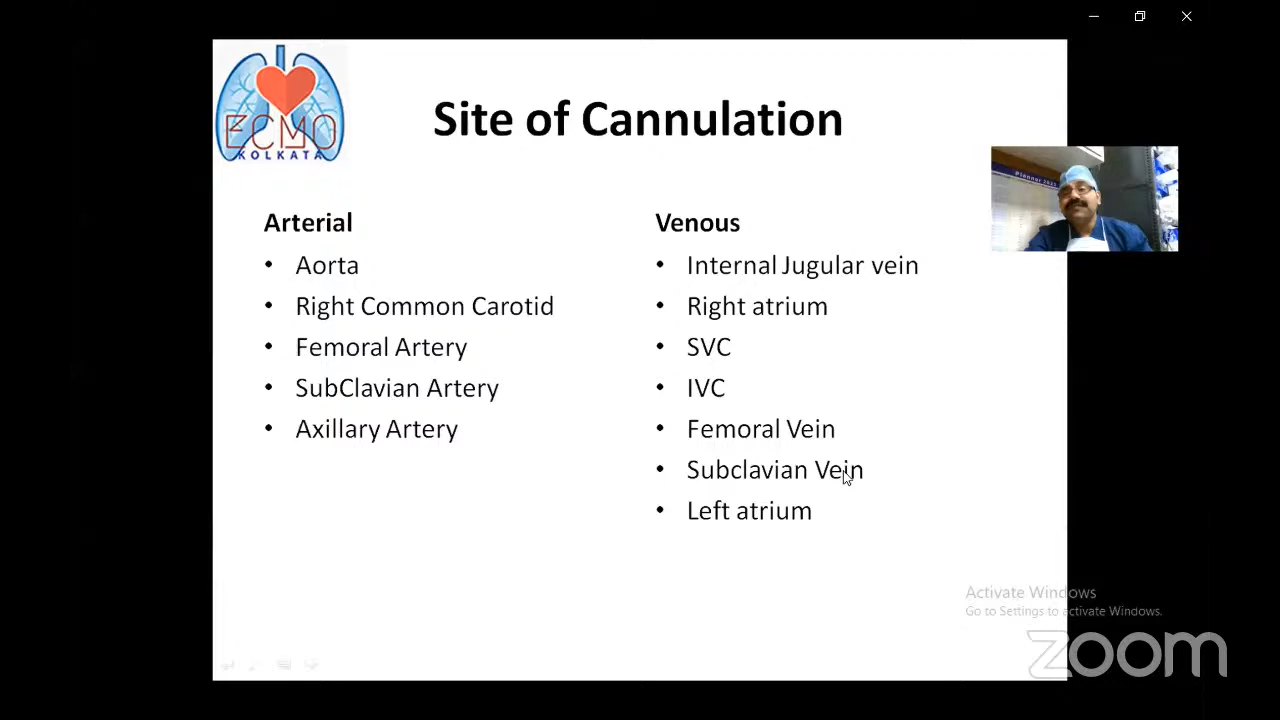 ECMO
KOLKATA
Site of Cannulation
Planner 2021
Arterial
• Aorta
• Right Common Carotid
• Femoral Artery
• SubClavian Artery
• Axillary Artery
Venous
• Internal Jugular vein
• Right atrium
• SVC
• IVC
• Femoral Vein
• Subclavian Vein
• Left atrium
Activate Windows
Go to Settings to activate Windows.
zoom